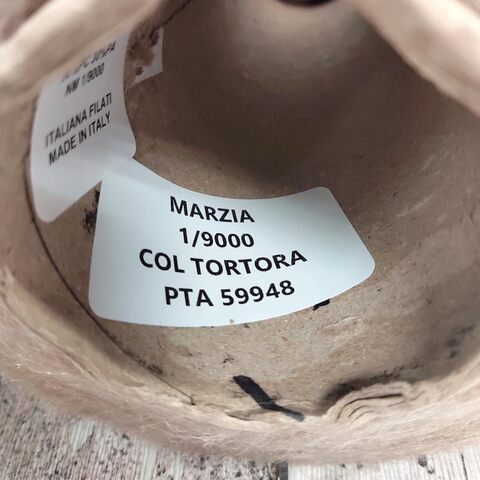 NM 1/9000
ITALIANA FILATI
MADE IN ITALY
MARZIA
1/9000
COL TORTORA
PTA 59948